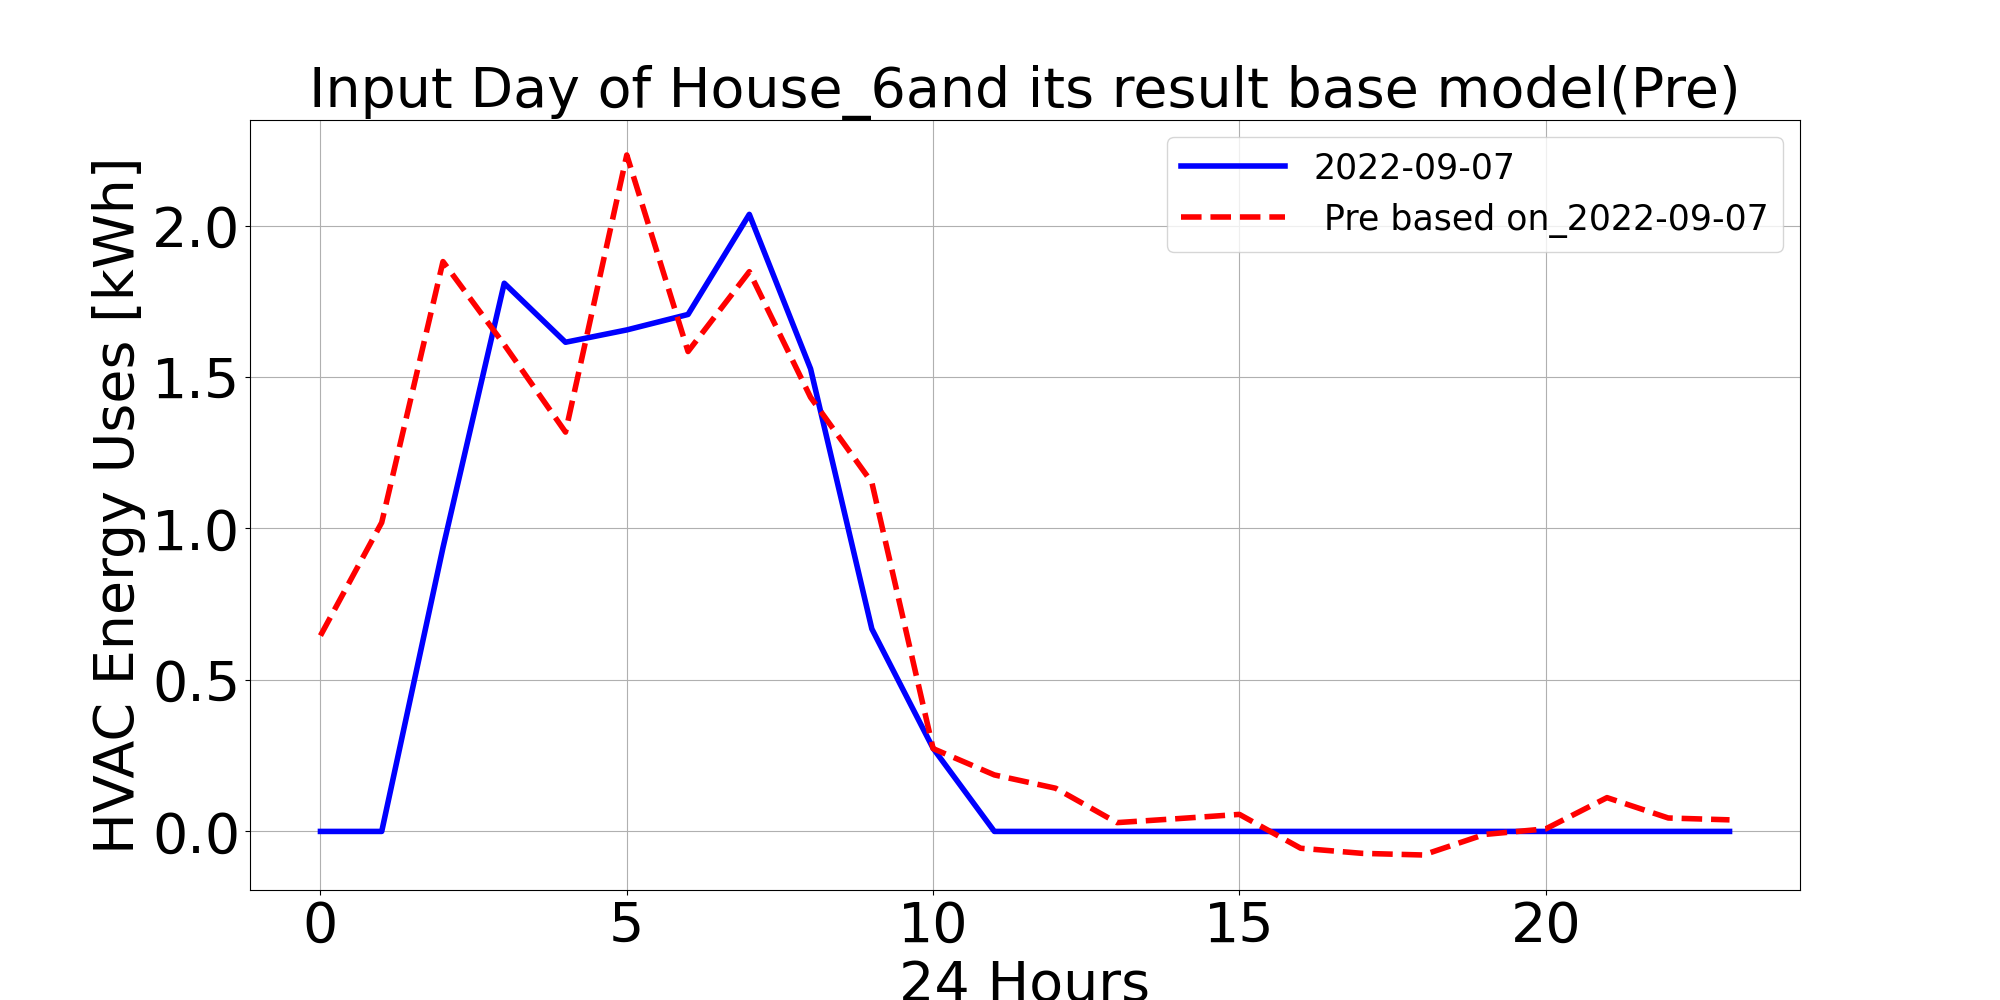 Input Day of House_6and its result base model(Pre)
2022-09-07
Pre based on_2022-09-07
HVAC Energy Uses [kWh]
2.0
1.5
1.0
0.5
0.0
0 5 10 15 20
24 Hours